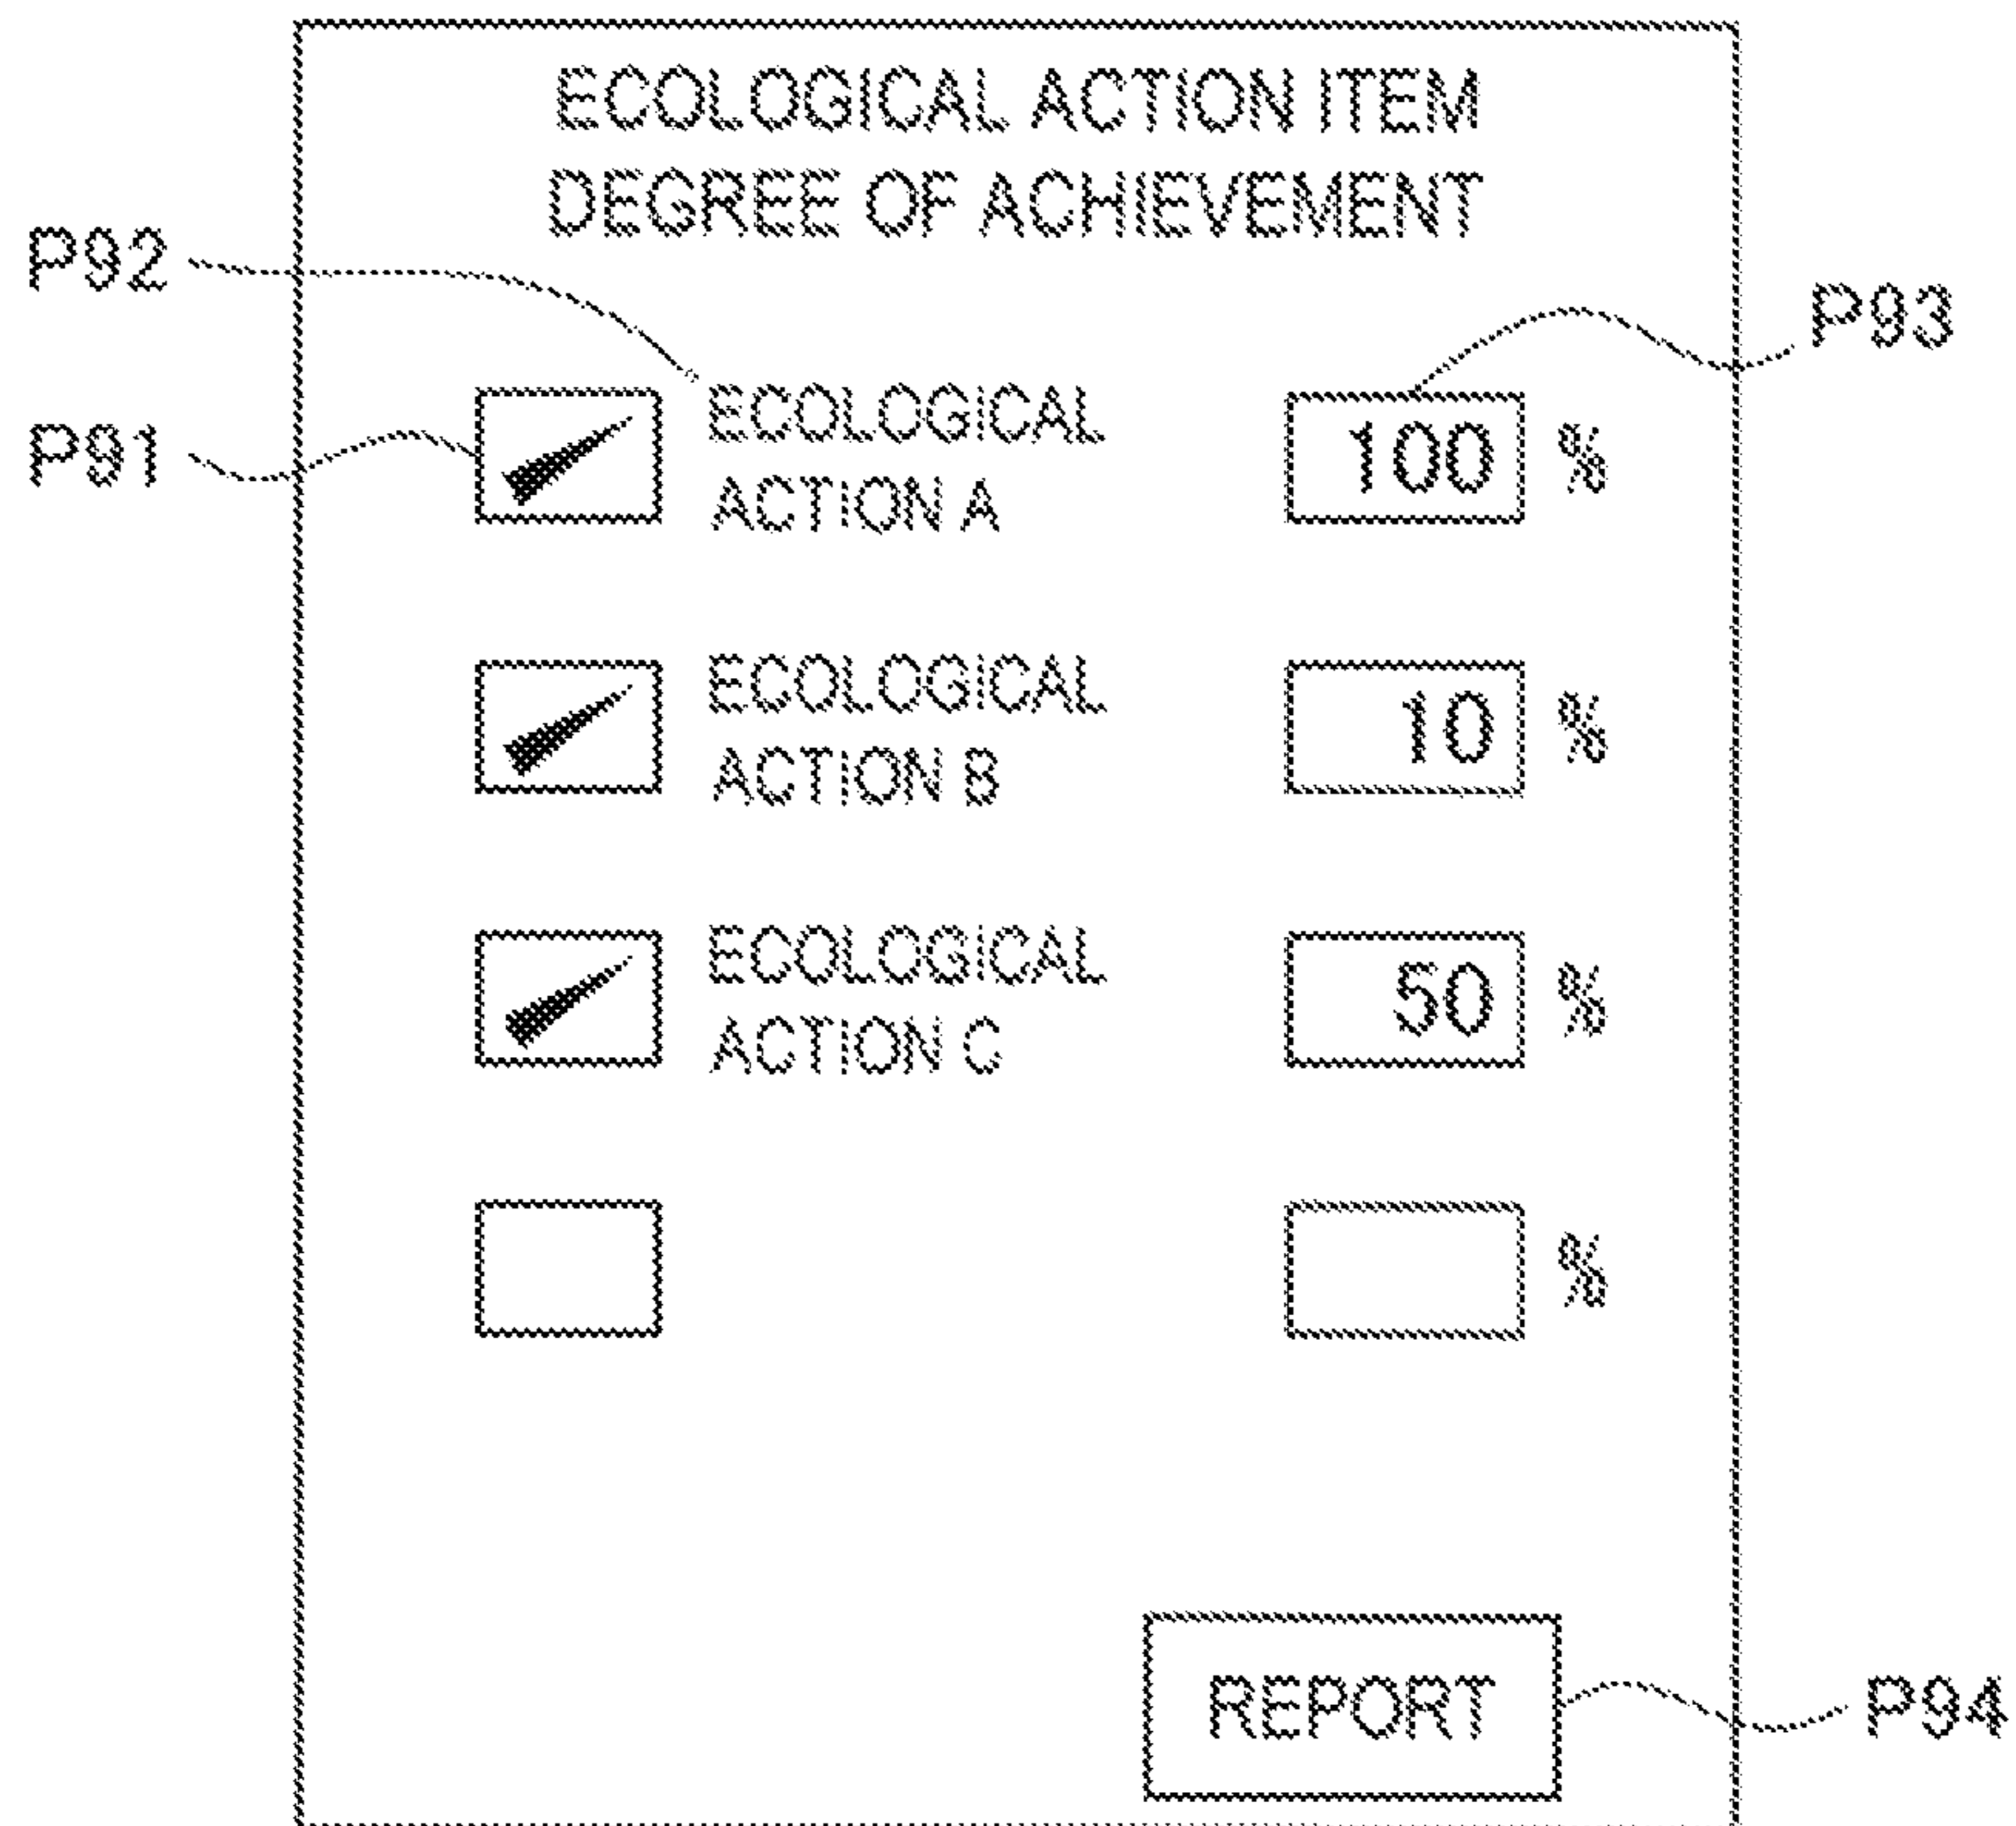 ECOLOGICAL ACTION ITEM
DEGREE OF ACHIEVEMENT
P92
P93
P91
ECOLOGICAL
ACTION A
100 %
ECOLOGICAL
ACTION B
10 %
ECOLOGICAL
ACTION C
50 %
%
REPORT
P94